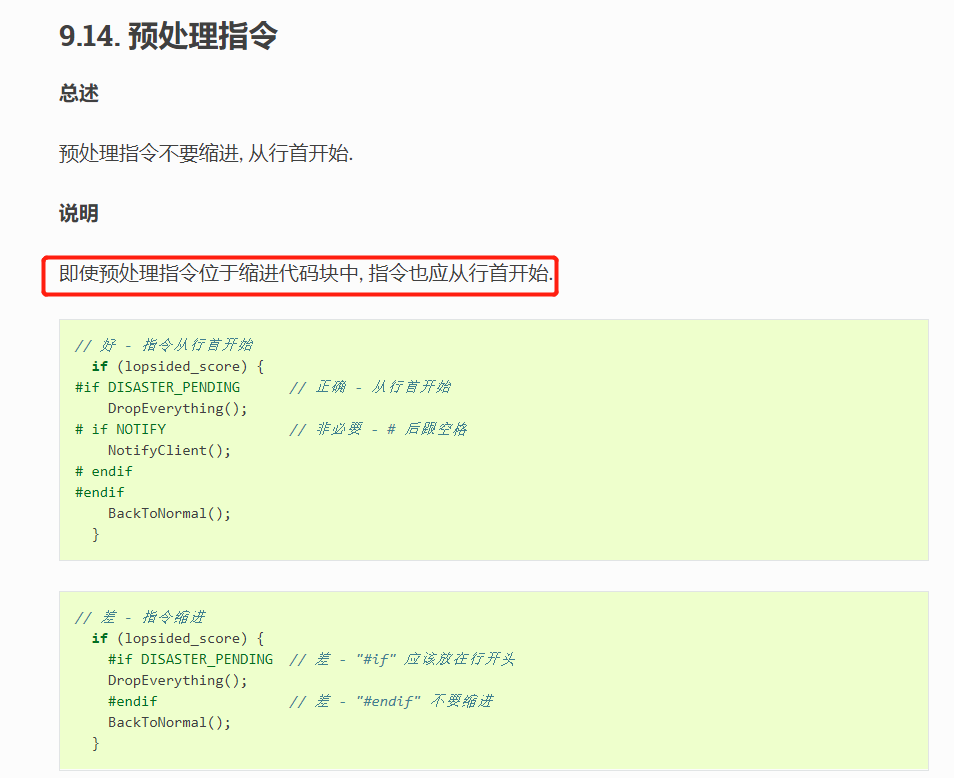 9.14. 预处理指令
总述
预处理指令不要缩进, 从行首开始.
说明
即使预处理指令位于缩进代码块中, 指令也应从行首开始.
// 好 - 指令从行首开始
  if (lopsided_score) {
#if DISASTER_PENDING      // 正确 - 从行首开始
    DropEverything();
# if NOTIFY               // 非必要 - # 后跟空格
    NotifyClient();
# endif
#endif
    BackToNormal();
  }
// 差 - 指令缩进
  if (lopsided_score) {
    #if DISASTER_PENDING  // 差 - "#if" 应该放在行开头
    DropEverything();
    #endif                // 差 - "#endif" 不要缩进
    BackToNormal();
  }